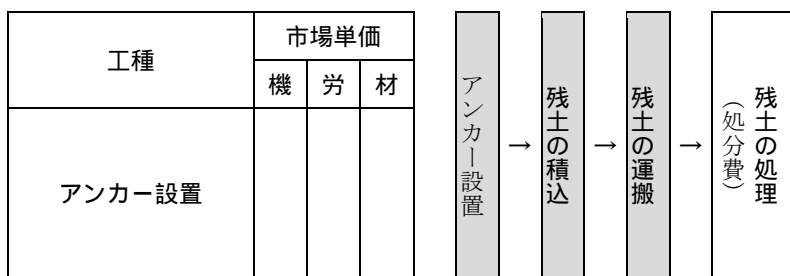 工種
市場単価
機 労 材
アンカー設置
アンカー設置
→
残土の積込
→
残土の運搬
→
残土の処理
（処分費）